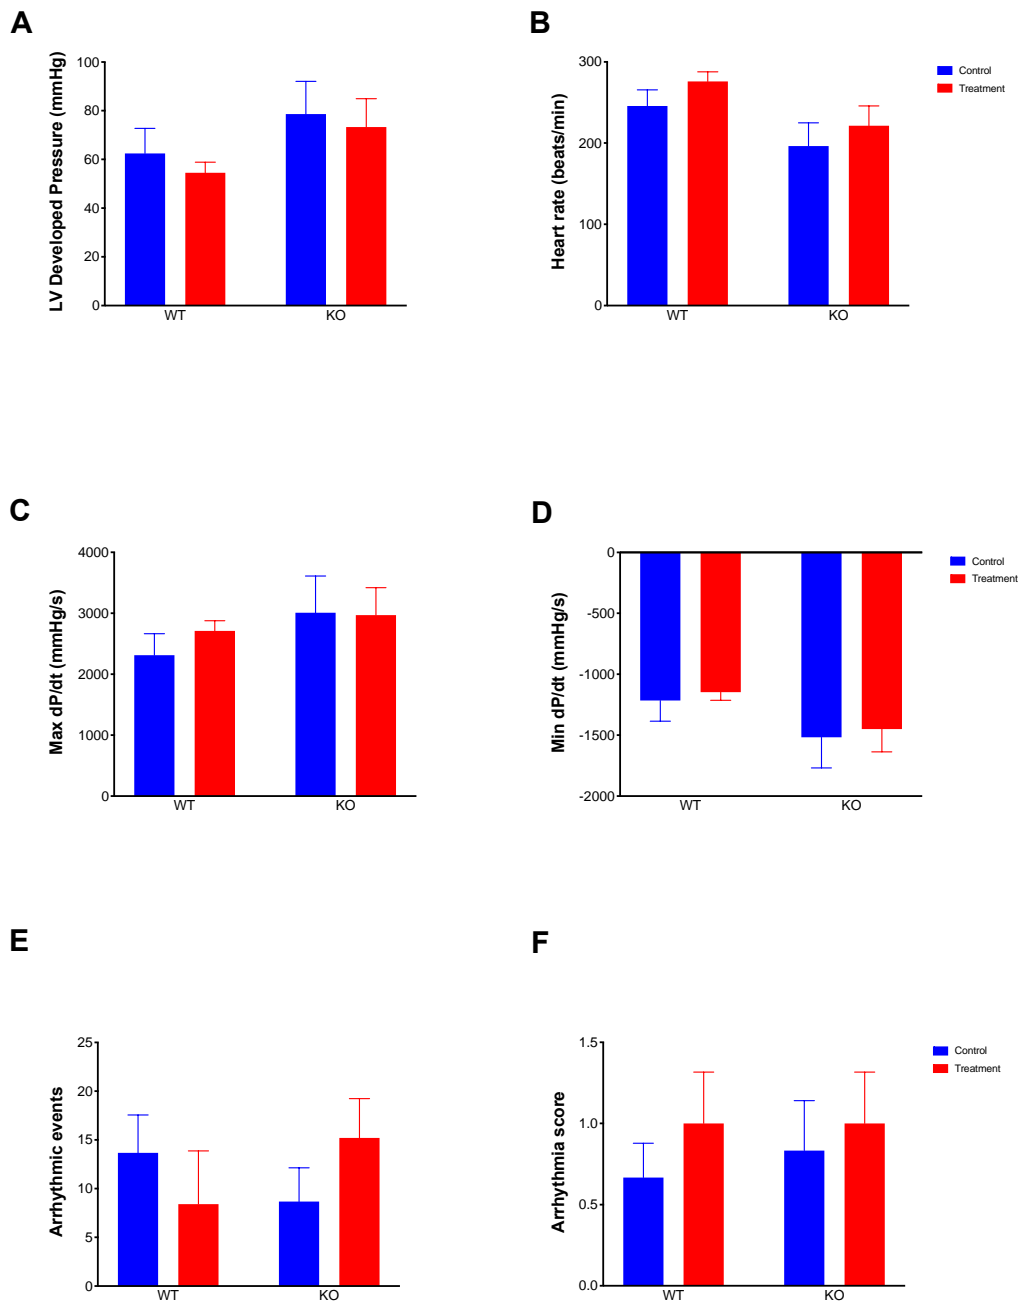 A
B
LV Developed Pressure (mmHg)
100
80
60
40
20
0
WT
KO
Heart rate (beats/min)
300
200
100
0
WT
KO
Control
Treatment
C
D
Max dP/dt (mmHg/s)
4000
3000
2000
1000
0
WT
KO
Min dP/dt (mmHg/s)
0
-500
-1000
-1500
-2000
WT
KO
Control
Treatment
E
F
Arrhythmic events
25
20
15
10
5
0
WT
KO
Arrhythmia score
1.5
1.0
0.5
0.0
WT
KO
Control
Treatment